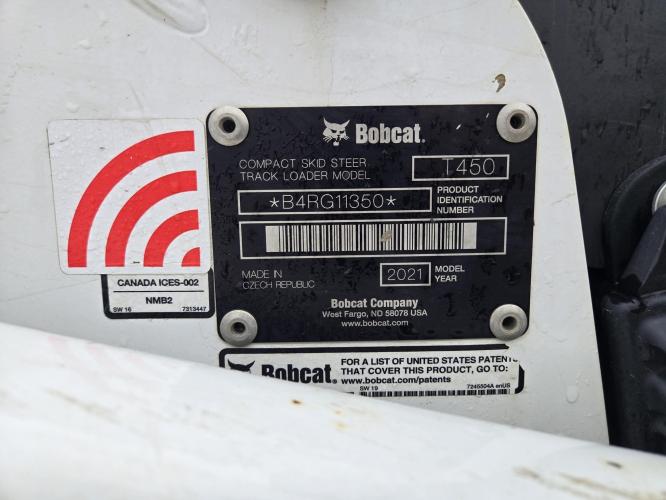 Bobcat.
COMPACT SKID STEER
TRACK LOADER MODEL
T450
*B4RG11350*
PRODUCT
IDENTIFICATION
NUMBER
MADE IN
CZECH REPUBLIC
2021
MODEL
YEAR
Bobcat Company
West Fargo, ND 58078 USA
www.bobcat.com
CANADA ICES-002
NMB2
SW 16 7313447
Bobcat.
FOR A LIST OF UNITED STATES PATENTS
THAT COVER THIS PRODUCT, GO TO:
www.bobcat.com/patents
SW 19 7245504A enUS